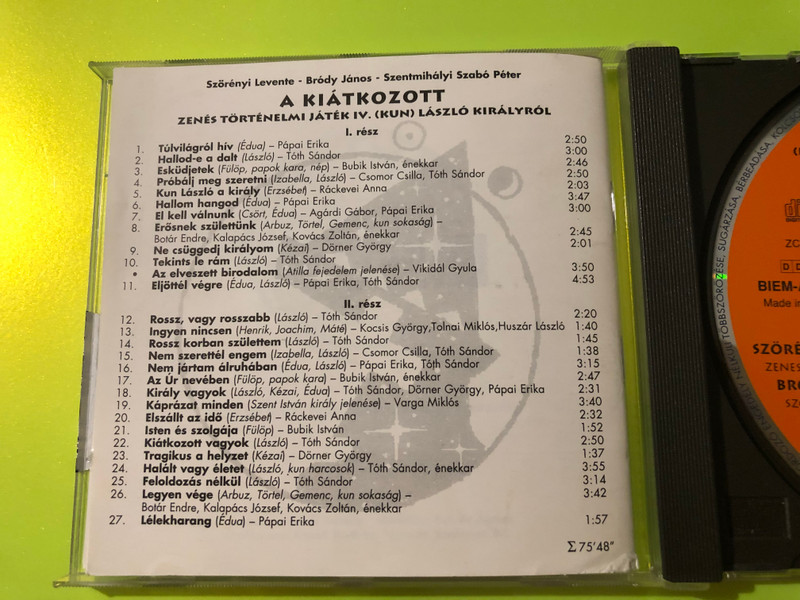 Szörényi Levente - Bródy János - Szentmihályi Szabó Péter
A KIÁTKOZOTT
ZENÉS TÖRTÉNELMI JÁTÉK IV. (KUN) LÁSZLÓ KIRÁLYRÓL
I. rész
1. Túlvilágról hív (Édua) – Pápai Erika 2:50
2. Hallod-e a dalt (László) – Tóth Sándor 3:00
3. Esküdjetek (Fülöp, papok kara, nép) – Bubik István, énekkar 2:46
4. Próbálj meg szeretni (Izabella, László) – Csomor Csilla, Tóth Sándor 2:50
5. Kun László a király (Erzsébet) – Ráckevei Anna 2:03
6. Hallom hangod (Édua) – Pápai Erika 3:47
7. El kell válnunk (Csört, Édua) – Agárdi Gábor, Pápai Erika 3:00
8. Erősnek születtünk (Arbuz, Törtel, Gemenc, kun sokaság) –
Botár Endre, Kalapács József, Kovács Zoltán, énekkar 2:45
9. Ne csüggedj királyom (Kézai) – Dörner György 2:01
10. Tekints le rám (László) – Tóth Sándor
• Az elveszett birodalom (Atilla fejedelem jelenése) – Vikidál Gyula 3:50
11. Eljöttél végre (Édua, László) – Pápai Erika, Tóth Sándor 4:53
II. rész
12. Rossz, vagy rosszabb (László) – Tóth Sándor 2:20
13. Ingyen nincsen (Henrik, Joachim, Máté) – Kocsis György,Tolnai Miklós,Huszár László 1:40
14. Rossz korban születtem (László) – Tóth Sándor 1:45
15. Nem szerettél engem (Izabella, László) – Csomor Csilla, Tóth Sándor 1:38
16. Nem jártam álruhában (Édua, László) – Pápai Erika, Tóth Sándor 3:15
17. Az Úr nevében (Fülöp, papok kara) – Bubik István, énekkar 2:47
18. Király vagyok (László, Kézai, Édua) – Tóth Sándor, Dörner György, Pápai Erika 2:31
19. Káprázat minden (Szent István király jelenése) – Varga Miklós 3:40
20. Elszállt az idő (Erzsébet) – Ráckevei Anna 2:32
21. Isten és szolgája (Fülöp) – Bubik István 1:52
22. Kiátkozott vagyok (László) – Tóth Sándor 2:50
23. Tragikus a helyzet (Kézai) – Dörner György 1:37
24. Halált vagy életet (László, kun harcosok) – Tóth Sándor, énekkar 3:55
25. Feloldozás nélkül (László) – Tóth Sándor 3:14
26. Legyen vége (Arbuz, Törtel, Gemenc, kun sokaság) – 3:42
Botár Endre, Kalapács József, Kovács Zoltán, énekkar
27. Lélekharang (Édua) – Pápai Erika 1:57
Σ 75'48"
TÖBBSZÖRÖZÉSE, SUGÁRZÁSA, BÉRBEADÁSA,
BIEM-
Made in